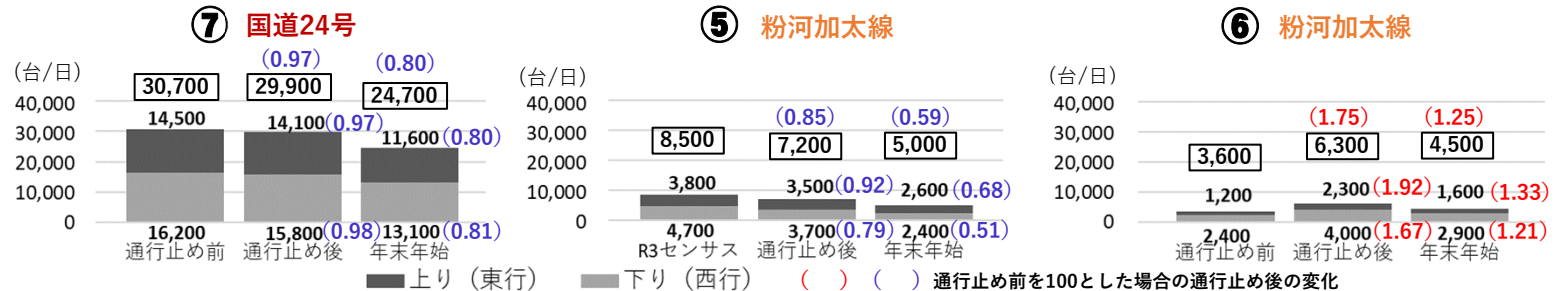 ⑦ 国道24号
(台/日)
(0.97) (0.80)
30,700 29,900 24,700
40,000
30,000
20,000
10,000
0
14,500 14,100(0.97) 11,600(0.80)
16,200 15,800(0.98) 13,100(0.81)
通行止め前 通行止め後 年末年始
⑤ 粉河加太線
(台/日)
(0.85) (0.59)
8,500 7,200 5,000
40,000
30,000
20,000
10,000
0
3,800 3,500(0.92) 2,600(0.68)
4,700 3,700(0.79) 2,400(0.51)
R3センサス 通行止め後 年末年始
⑥ 粉河加太線
(台/日)
(1.75) (1.25)
3,600 6,300 4,500
40,000
30,000
20,000
10,000
0
1,200 2,300(1.92) 1,600(1.33)
2,400 4,000(1.67) 2,900(1.21)
通行止め前 通行止め後 年末年始
上り（東行） 下り（西行） （ ）（ ）通行止め前を100とした場合の通行止め後の変化